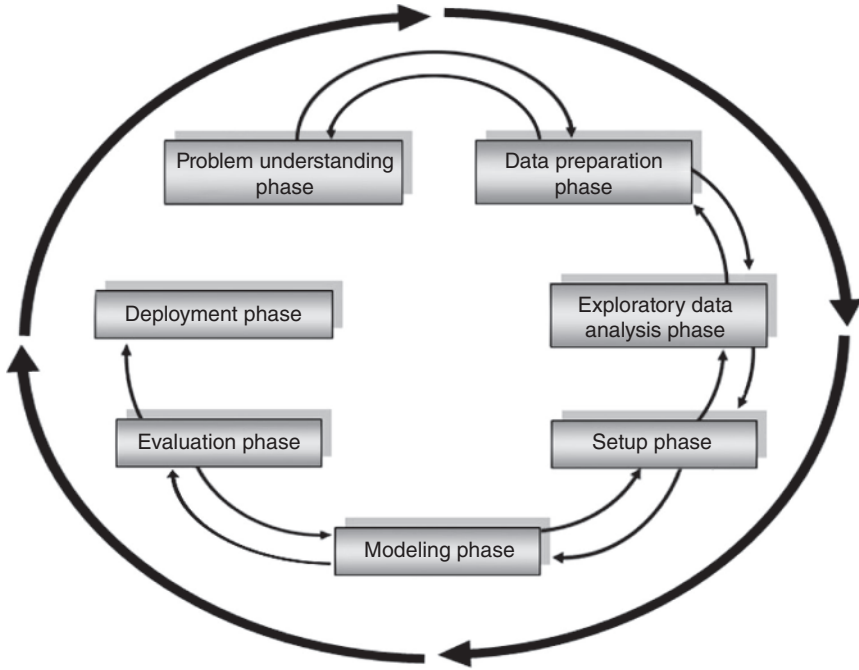 Problem understanding
phase
Data preparation
phase
Exploratory data
analysis phase
Setup phase
Modeling phase
Evaluation phase
Deployment phase